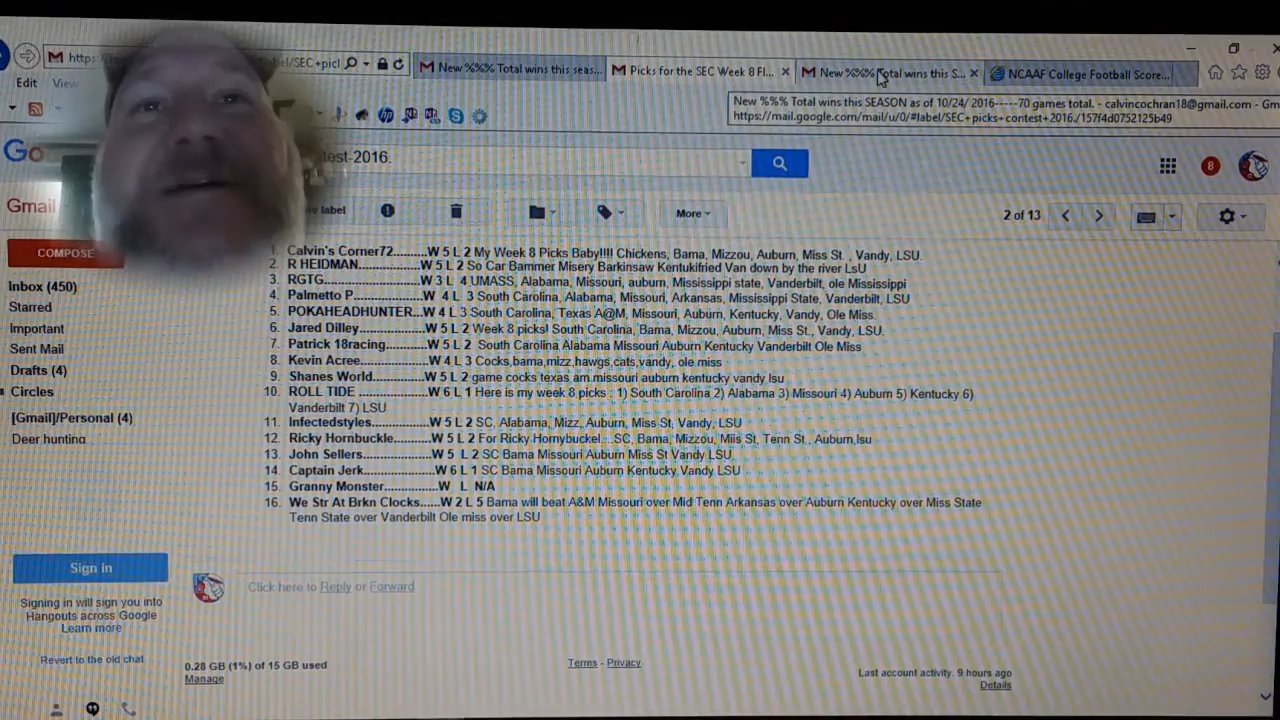 http:
bel/SEC+picl
New %%% Total wins this seas...
Picks for the SEC Week 8 Fl...
New %%% Total wins this S...
NCAAF College Football Score...
Edit View
New %%% Total wins this SEASON as of 10/24/ 2016-----70 games total. - calvincochran18@gmail.com - Gm
https://mail.google.com/mail/u/0/#label/SEC+picks+contest+2016./157f4d0752125b49
Go
test-2016.
8
Gmail
label
More
2 of 13
COMPOSE
1. Calvin's Corner72..........W 5 L 2 My Week 8 Picks Baby!!!! Chickens, Bama, Mizzou, Auburn, Miss St. , Vandy, LSU.
2. R HEIDMAN..................W 5 L 2 So Car Bammer Misery Barkinsaw Kentukifried Van down by the river LsU
3. RGTG..............................W 3 L 4 UMASS, Alabama, Missouri, auburn, Mississippi state, Vanderbilt, ole Mississippi
4. Palmetto P....................W 4 L 3 South Carolina, Alabama, Missouri, Arkansas, Mississippi State, Vanderbilt, LSU
5. POKAHEADHUNTER...W 4 L 3 South Carolina, Texas A@M, Missouri, Auburn, Kentucky, Vandy, Ole Miss.
6. Jared Dilley....................W 5 L 2 Week 8 picks! South Carolina, Bama, Mizzou, Auburn, Miss St., Vandy, LSU.
7. Patrick 18racing............W 5 L 2 South Carolina Alabama Missouri Auburn Kentucky Vanderbilt Ole Miss
8. Kevin Acree...................W 4 L 3 Cocks,bama,mizz,hawgs,cats,vandy,.ole miss
9. Shanes World...............W 5 L 2 game cocks texas am missouri auburn kentucky vandy lsu
10. ROLL TIDE ...................W 6 L 1 Here is my week 8 picks : 1) South Carolina 2) Alabama 3) Missouri 4) Auburn 5) Kentucky 6)
Vanderbilt 7) LSU
11. Infectedstyles...............W 5 L 2 SC, Alabama, Mizz, Auburn, Miss St, Vandy, LSU
12. Ricky Hornbuckle..........W 5 L 2 For Ricky Hornybuckel... SC, Bama, Mizzou, Miis St, Tenn St., Auburn,lsu
13. John Sellers....................W 5 L 2 SC Bama Missouri Auburn Miss St Vandy LSU
14. Captain Jerk...................W 6 L 1 SC Bama Missouri Auburn Kentucky Vandy LSU
15. Granny Monster..............W L N/A
16. We Str At Brkn Clocks.....W 2 L 5 Bama will beat A&M Missouri over Mid Tenn Arkansas over Auburn Kentucky over Miss State
Tenn State over Vanderbilt Ole miss over LSU
Inbox (450)
Starred
Important
Sent Mail
Drafts (4)
Circles
[Gmail]/Personal (4)
Deer hunting
Sign in
Signing in will sign you into
Hangouts across Google
Learn more
Revert to the old chat
Click here to Reply or Forward
0.28 GB (1%) of 15 GB used
Manage
Terms - Privacy
Last account activity: 9 hours ago
Details